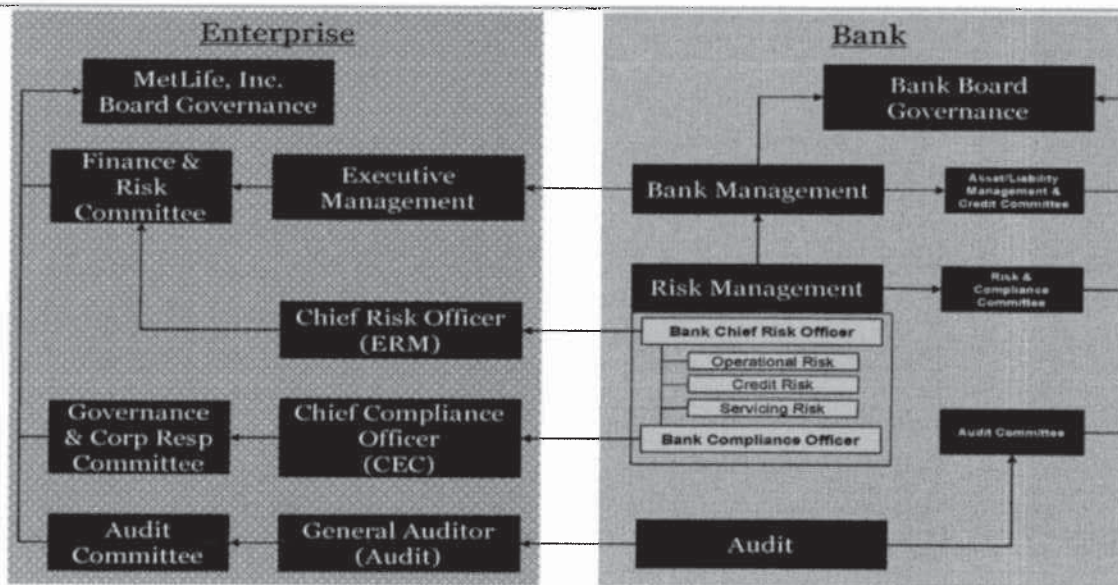 Enterprise
MetLife, Inc.
Board Governance
Finance &
Risk
Committee
Executive
Management
Chief Risk Officer
(ERM)
Governance
& Corp Resp
Committee
Chief Compliance
Officer
(CEC)
Audit
Committee
General Auditor
(Audit)
Bank
Bank Board
Governance
Bank Management
Asset/Liability
Management &
Credit Committee
Risk Management
Risk &
Compliance
Committee
Bank Chief Risk Officer
Operational Risk
Credit Risk
Servicing Risk
Bank Compliance Officer
Audit Committee
Audit